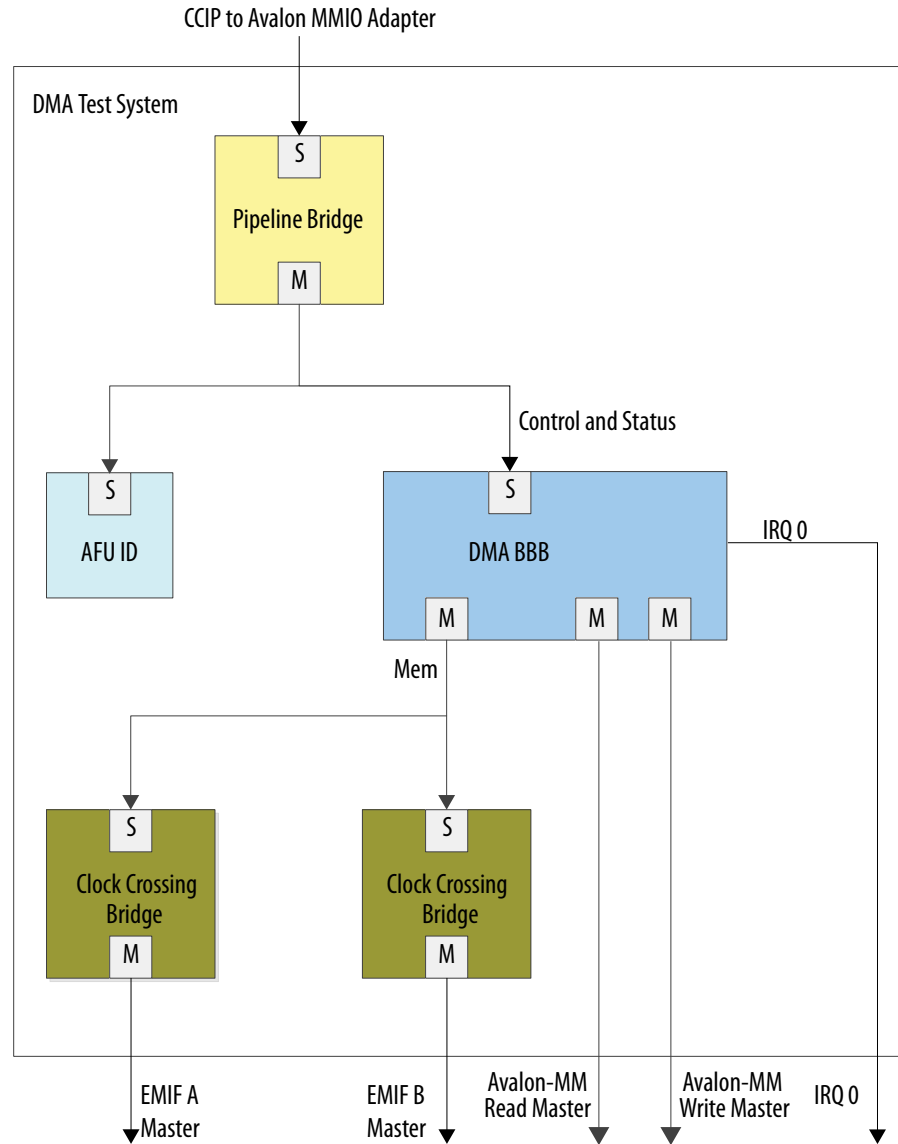 CCIP to Avalon MMIO Adapter
DMA Test System
S
Pipeline Bridge
M
Control and Status
S
AFU ID
S
DMA BBB
IRQ 0
M
M
M
Mem
S
Clock Crossing
Bridge
M
S
Clock Crossing
Bridge
M
EMIF A
Master
EMIF B
Master
Avalon-MM
Read Master
Avalon-MM
Write Master
IRQ 0